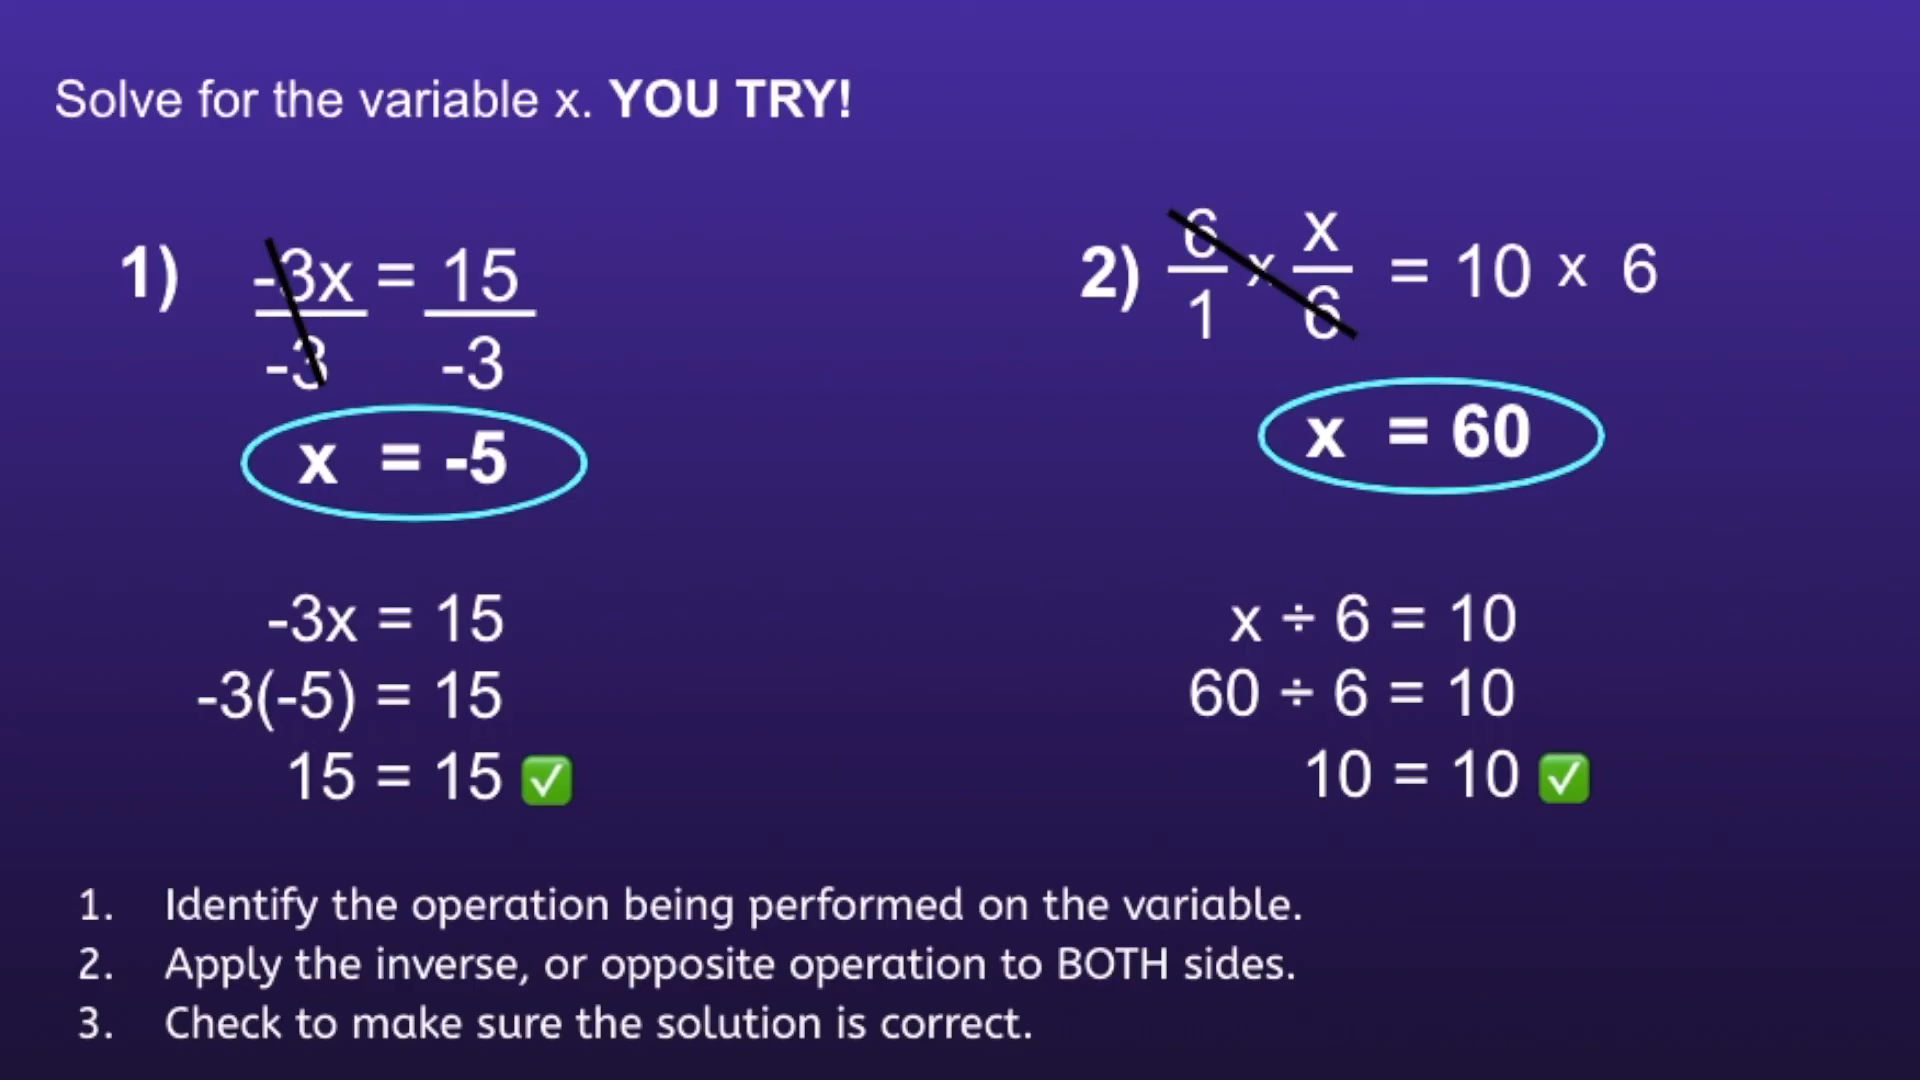 Solve for the variable x. YOU TRY!
1) -3x = 15
-3 -3
x = -5
-3x = 15
-3(-5) = 15
15 = 15 ✅
2) 6/1 x x/6 = 10 x 6
x = 60
x ÷ 6 = 10
60 ÷ 6 = 10
10 = 10 ✅
1. Identify the operation being performed on the variable.
2. Apply the inverse, or opposite operation to BOTH sides.
3. Check to make sure the solution is correct.